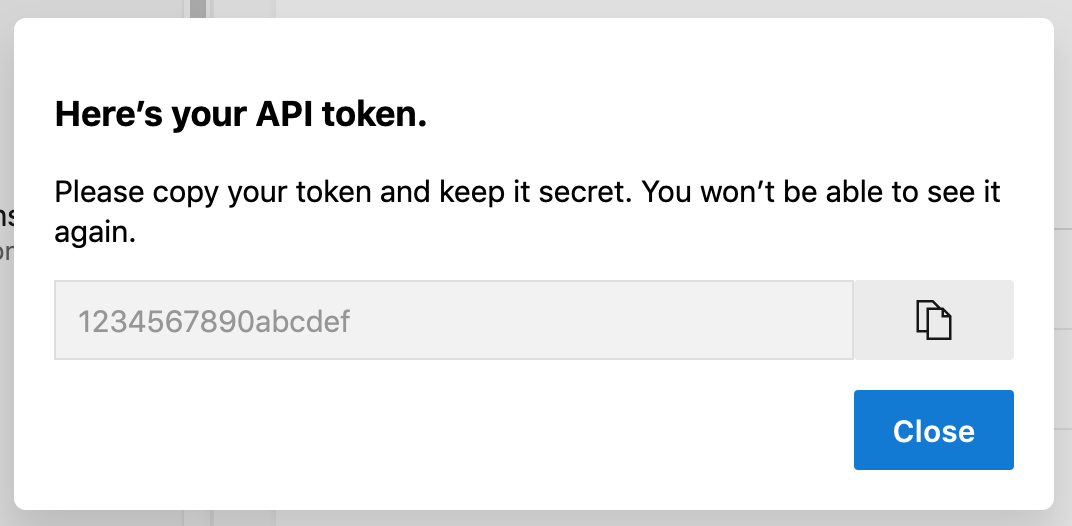 Here’s your API token.
Please copy your token and keep it secret. You won’t be able to see it
again.
1234567890abcdef
Close